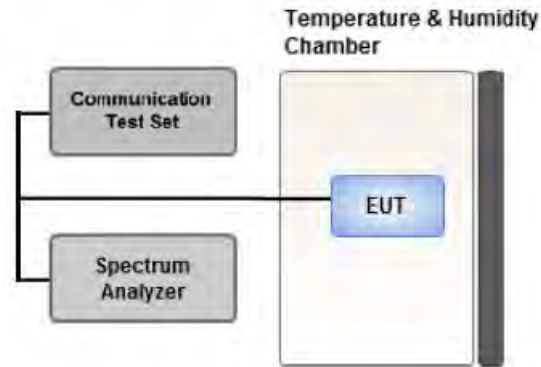 Temperature & Humidity
Chamber
Communication
Test Set
EUT
Spectrum
Analyzer